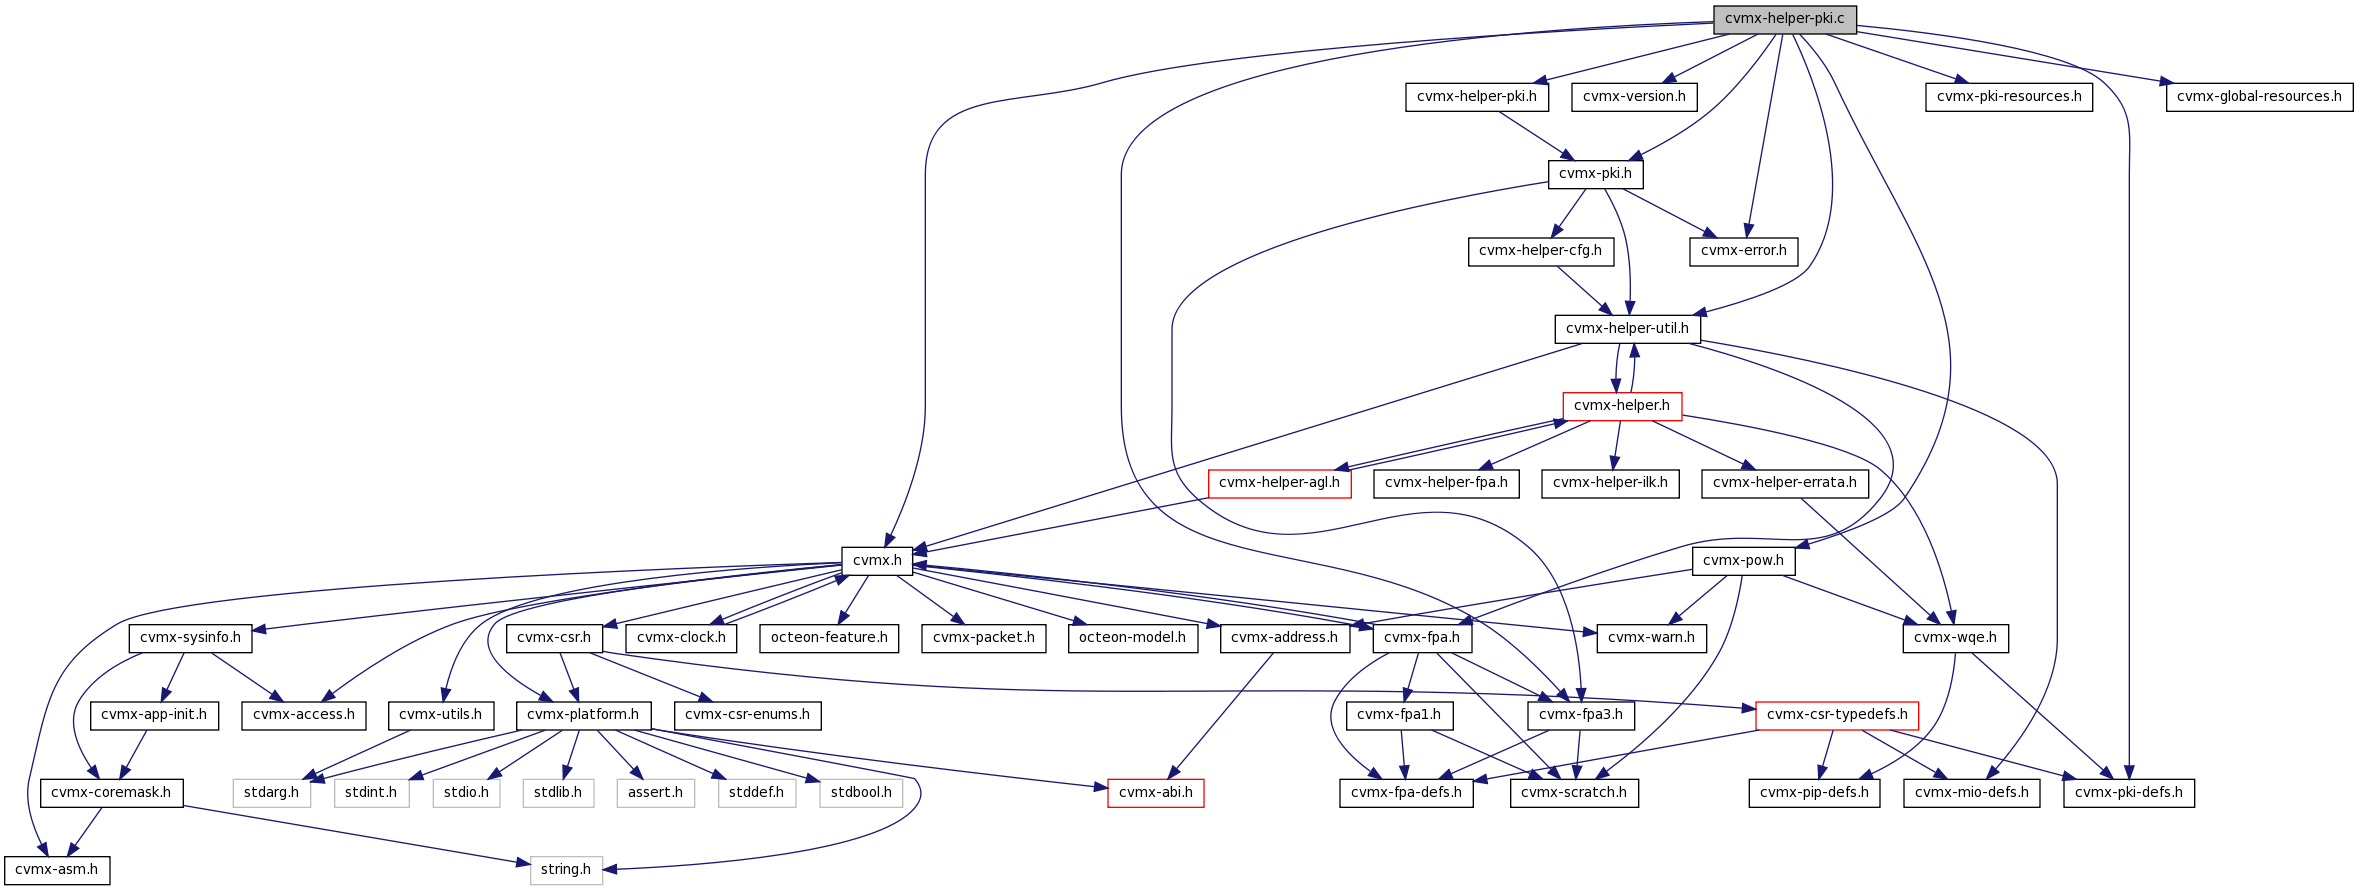 cvmx-helper-pki.c
cvmx-helper-pki.h
cvmx-version.h
cvmx-pki-resources.h
cvmx-global-resources.h
cvmx-pki.h
cvmx-helper-cfg.h
cvmx-error.h
cvmx-helper-util.h
cvmx-helper.h
cvmx-helper-agl.h
cvmx-helper-fpa.h
cvmx-helper-ilk.h
cvmx-helper-errata.h
cvmx.h
cvmx-pow.h
cvmx-sysinfo.h
cvmx-csr.h
cvmx-clock.h
octeon-feature.h
cvmx-packet.h
octeon-model.h
cvmx-address.h
cvmx-fpa.h
cvmx-warn.h
cvmx-wqe.h
cvmx-app-init.h
cvmx-access.h
cvmx-utils.h
cvmx-platform.h
cvmx-csr-enums.h
cvmx-fpa1.h
cvmx-fpa3.h
cvmx-csr-typedefs.h
cvmx-coremask.h
stdarg.h
stdint.h
stdio.h
stdlib.h
assert.h
stddef.h
stdbool.h
cvmx-abi.h
cvmx-fpa-defs.h
cvmx-scratch.h
cvmx-pip-defs.h
cvmx-mio-defs.h
cvmx-pki-defs.h
cvmx-asm.h
string.h